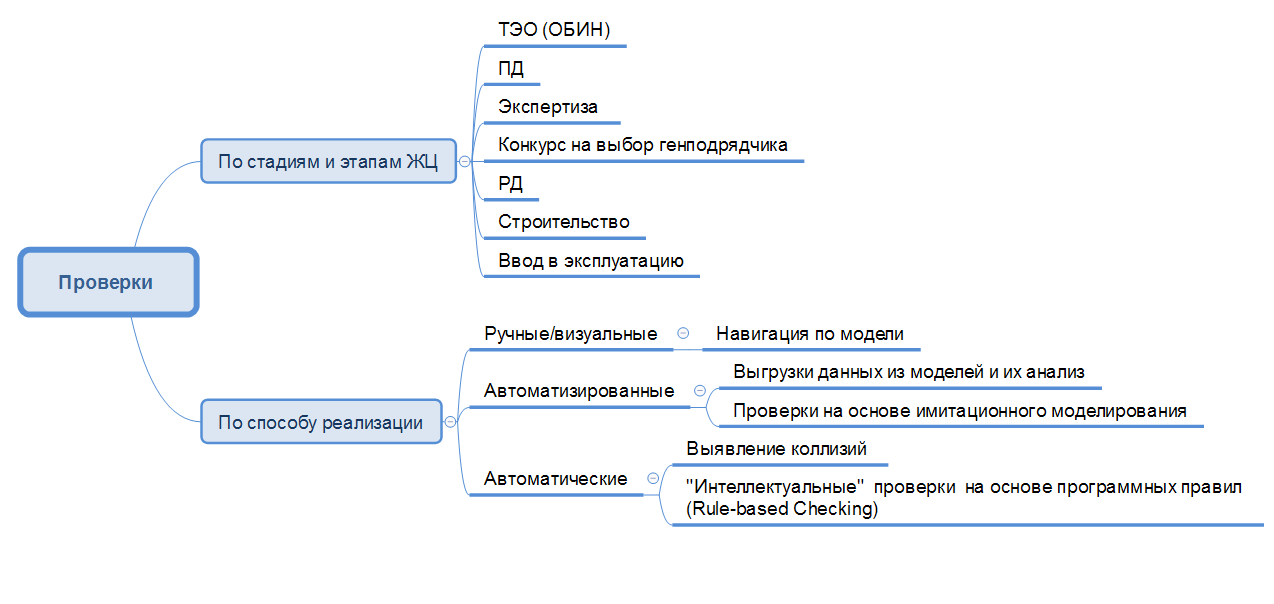 Проверки
По стадиям и этапам ЖЦ
ТЭО (ОБИН)
ПД
Экспертиза
Конкурс на выбор генподрядчика
РД
Строительство
Ввод в эксплуатацию
По способу реализации
Ручные/визуальные
Навигация по модели
Автоматизированные
Выгрузки данных из моделей и их анализ
Проверки на основе имитационного моделирования
Автоматические
Выявление коллизий
"Интеллектуальные"  проверки  на основе программных правил
(Rule-based Checking)